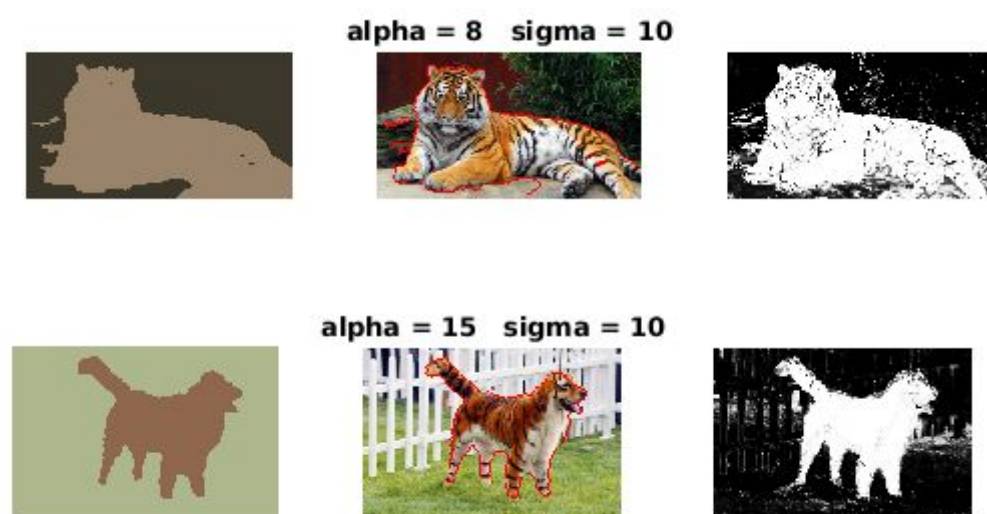 alpha = 8 sigma = 10
alpha = 15 sigma = 10